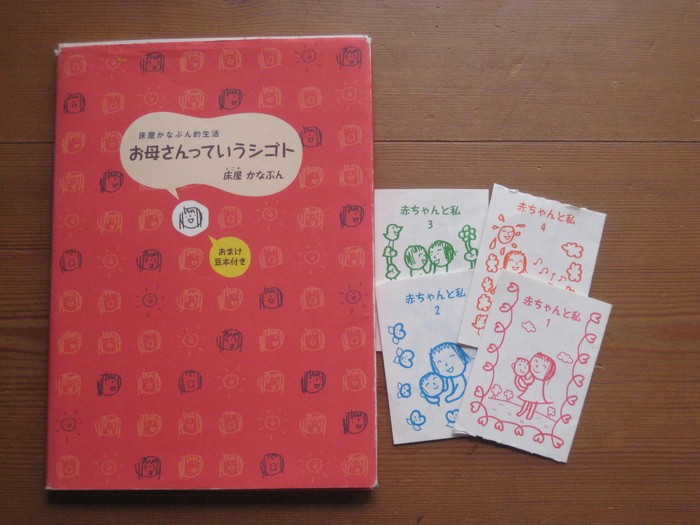 床屋かなぶん的生活
お母さんっていうシゴト
とこや
床屋 かなぶん
おまけ
豆本付き
赤ちゃんと私
3
赤ちゃんと私
4
赤ちゃんと私
2
赤ちゃんと私
1